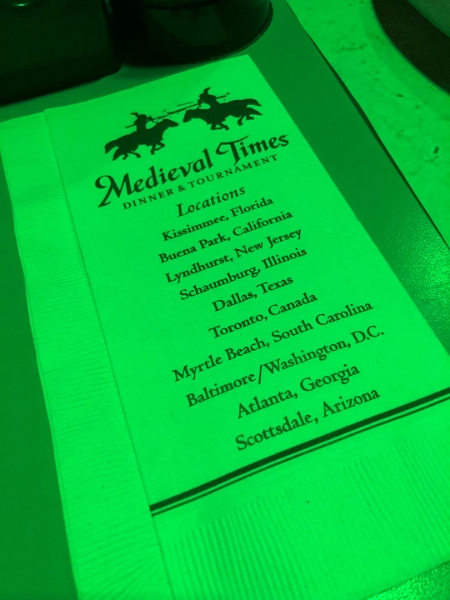 Medieval Times
DINNER & TOURNAMENT
Locations
Kissimmee, Florida
Buena Park, California
Lyndhurst, New Jersey
Schaumburg, Illinois
Dallas, Texas
Toronto, Canada
Myrtle Beach, South Carolina
Baltimore/Washington, D.C.
Atlanta, Georgia
Scottsdale, Arizona